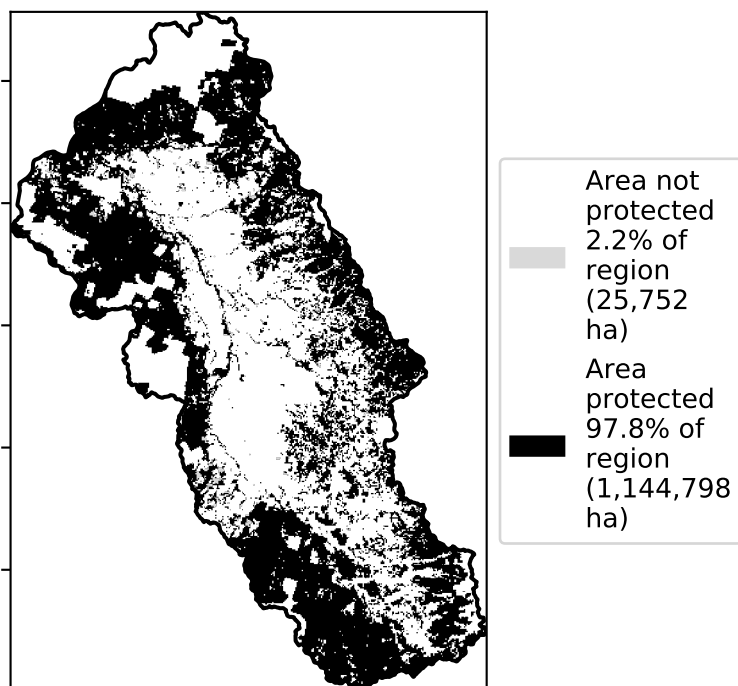 Area not
protected
2.2% of
region
(25,752
ha)
Area
protected
97.8% of
region
(1,144,798
ha)